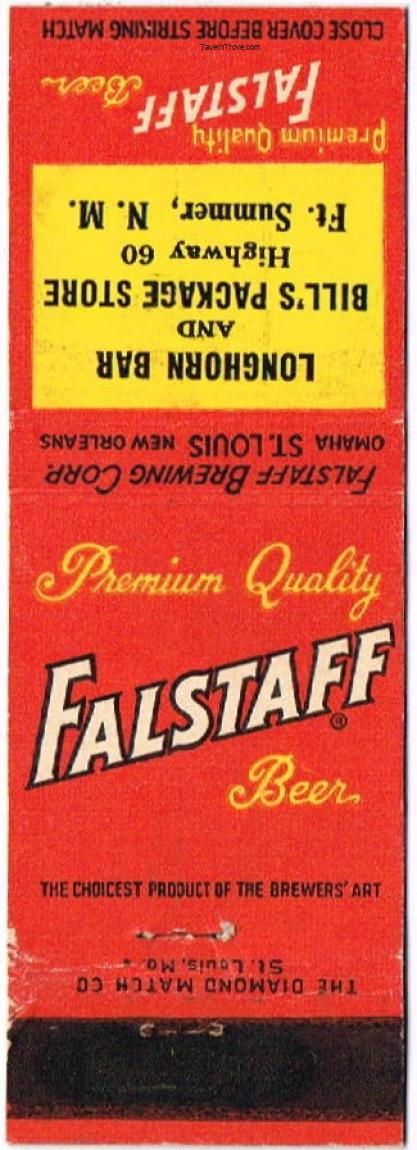 CLOSE COVER BEFORE STRIKING MATCH
TavernTrove.com
Premium Quality
FALSTAFF
Beer
LONGHORN BAR
AND
BILL'S PACKAGE STORE
Highway 60
Ft. Sumner, N. M.
FALSTAFF BREWING CORP.
OMAHA ST. LOUIS NEW ORLEANS
Premium Quality
FALSTAFF®
Beer
THE CHOICEST PRODUCT OF THE BREWERS' ART
THE DIAMOND MATCH CO
St. Louis, Mo.